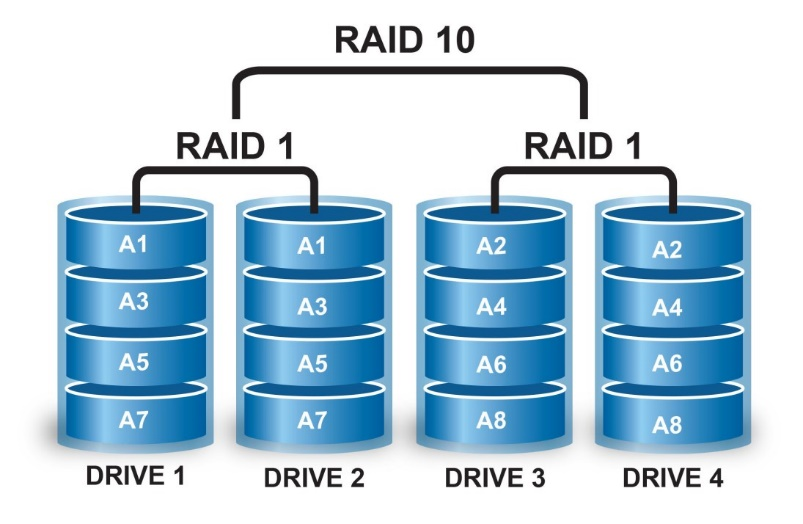 RAID 10
RAID 1 RAID 1
A1 A1 A2 A2
A3 A3 A4 A4
A5 A5 A6 A6
A7 A7 A8 A8
DRIVE 1 DRIVE 2 DRIVE 3 DRIVE 4